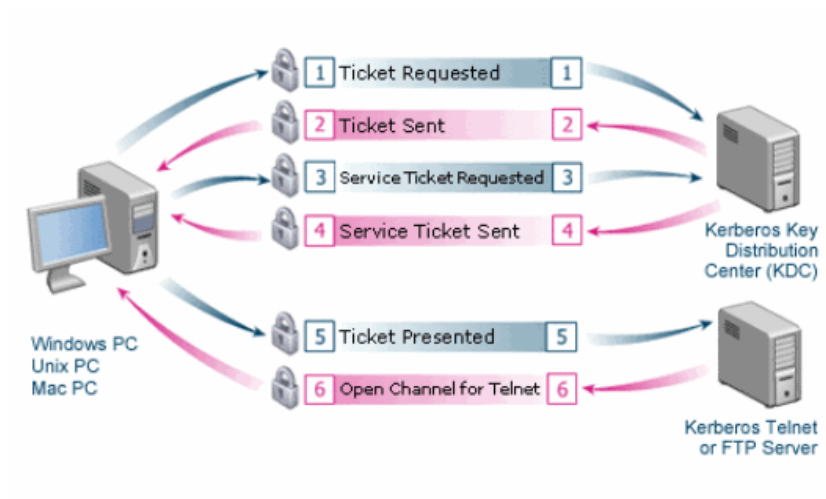 1 Ticket Requested 1
2 Ticket Sent 2
3 Service Ticket Requested 3
4 Service Ticket Sent 4
Kerberos Key
Distribution
Center (KDC)
5 Ticket Presented 5
6 Open Channel for Telnet 6
Windows PC
Unix PC
Mac PC
Kerberos Telnet
or FTP Server